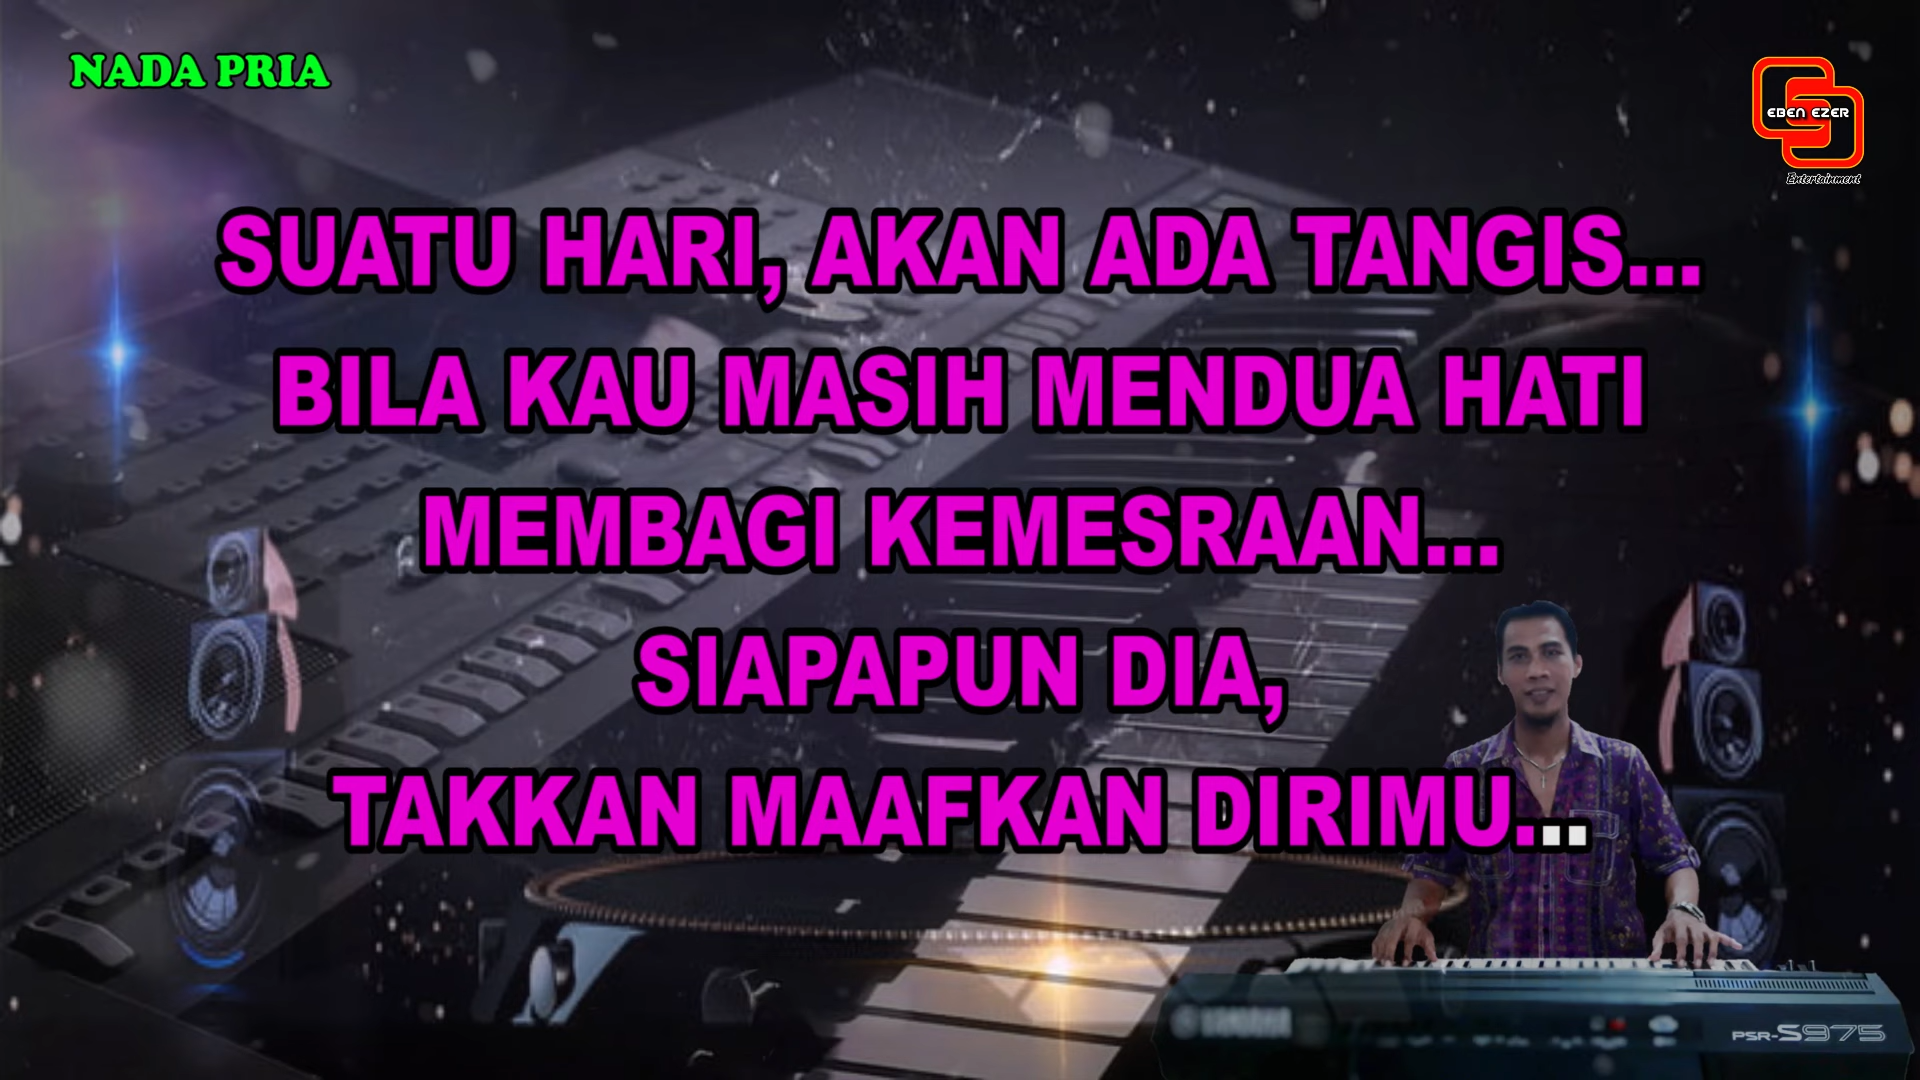 NADA PRIA
EBEN EZER
Entertainment
SUATU HARI, AKAN ADA TANGIS...
BILA KAU MASIH MENDUA HATI
MEMBAGI KEMESRAAN...
SIAPAPUN DIA,
TAKKAN MAAFKAN DIRIMU...
PSR-S975